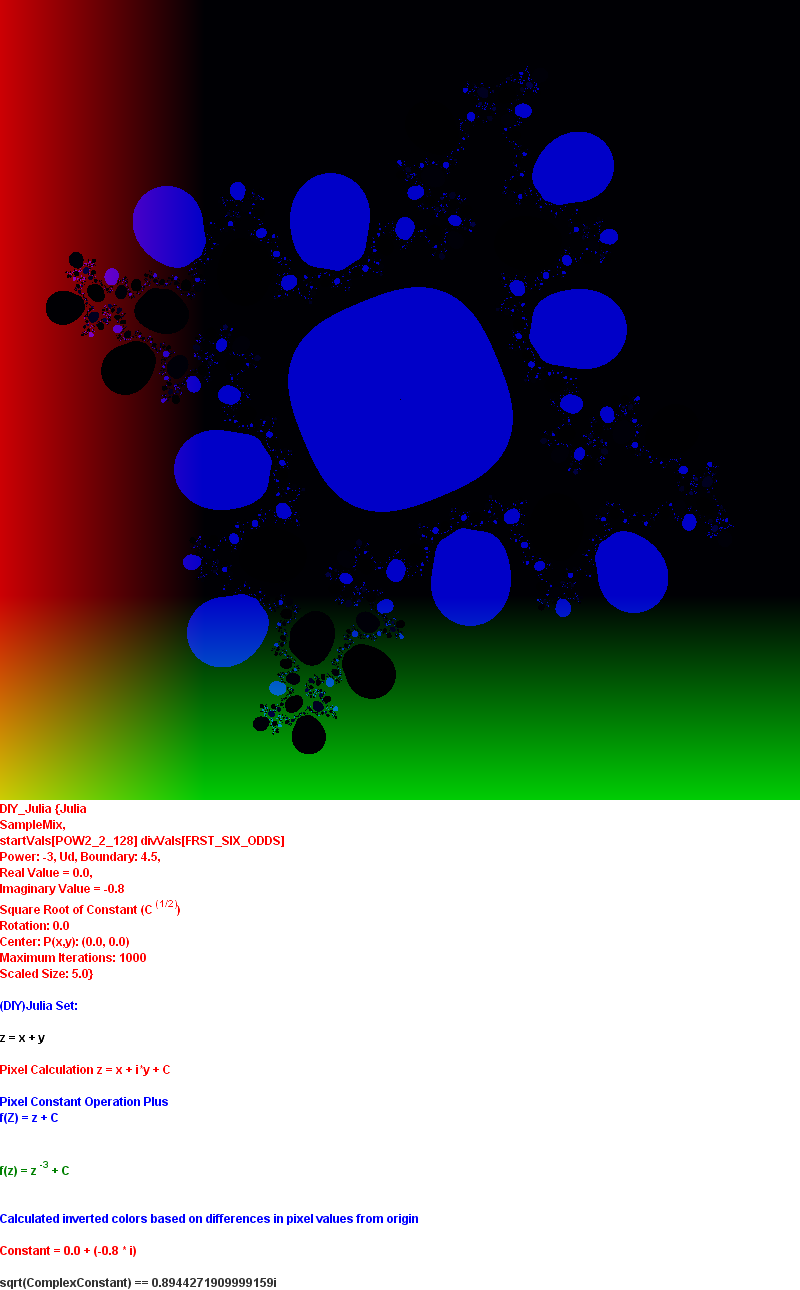 DIY_Julia {Julia
SampleMix,
startVals[POW2_2_128] divVals[FRST_SIX_ODDS]
Power: -3, Ud, Boundary: 4.5,
Real Value = 0.0,
Imaginary Value = -0.8
Square Root of Constant (C (1/2))
Rotation: 0.0
Center: P(x,y): (0.0, 0.0)
Maximum Iterations: 1000
Scaled Size: 5.0}
(DIY)Julia Set:
z = x + y
Pixel Calculation z = x + i*y + C
Pixel Constant Operation Plus
f(Z) = z + C
f(z) = z -3 + C
Calculated inverted colors based on differences in pixel values from origin
Constant = 0.0 + (-0.8 * i)
sqrt(ComplexConstant) == 0.8944271909999159i